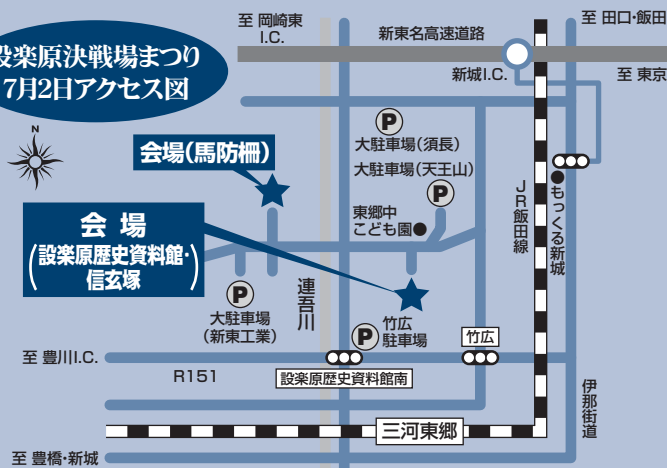 設楽原決戦場まつり
7月2日アクセス図
至 岡崎東
I.C.
新東名高速道路
至 田口・飯田
新城I.C.
至 東京
N
会場(馬防柵)
P
大駐車場(須長)
大駐車場(天王山)
P
東郷中
こども園
JR飯田線
もっくる新城
会 場
(設楽原歴史資料館・
信玄塚)
P
大駐車場
(新東工業)
連吾川
P
竹広
駐車場
竹広
至 豊川I.C.
R151
設楽原歴史資料館南
伊那街道
三河東郷
至 豊橋・新城